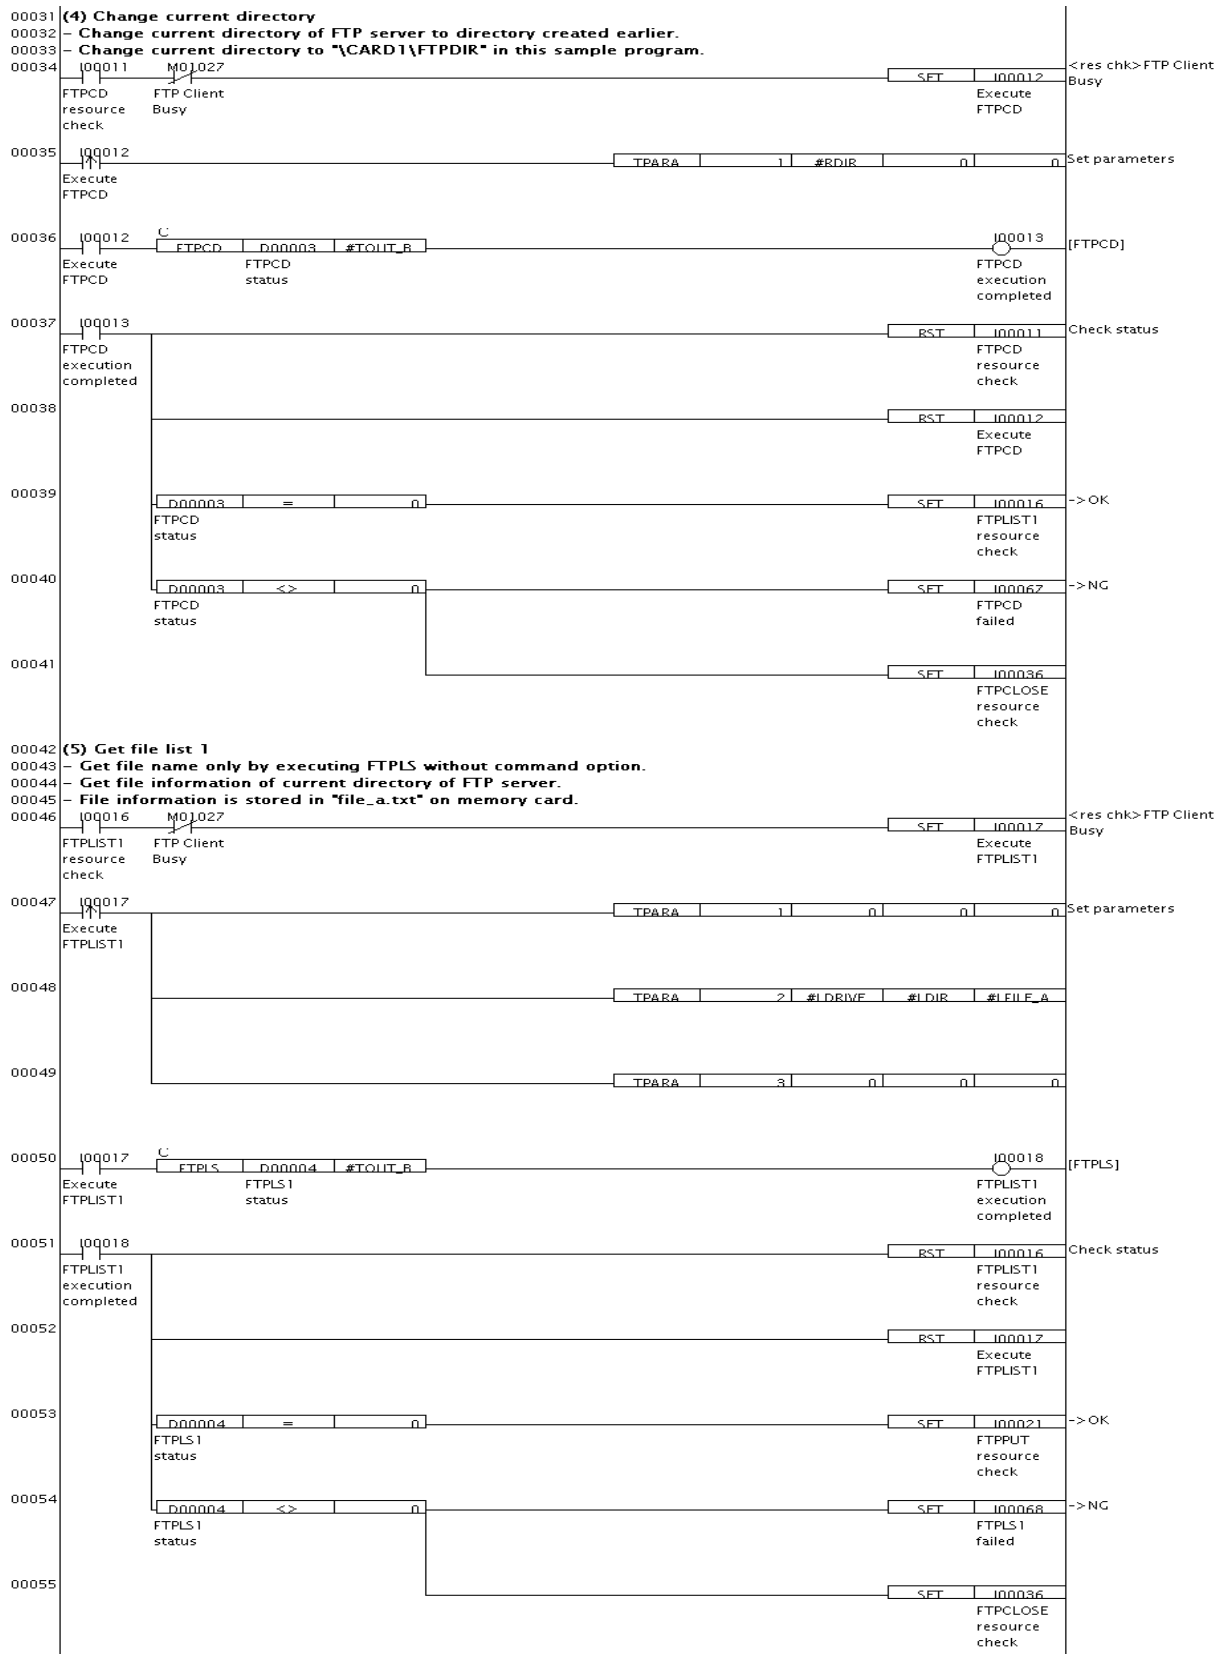 00031 (4) Change current directory
00032 - Change current directory of FTP server to directory created earlier.
00033 - Change current directory to "\CARD1\FTPDIR" in this sample program.
00034 I00011 M01027 SET I00012 <res chk>FTP Client
Busy
FTPCD FTP Client Execute
resource Busy FTPCD
check
00035 I00012 TPARA 1 #RDIR 0 0 Set parameters
Execute
FTPCD
00036 I00012 C FTPCD D00003 #TOUT_B I00013 [FTPCD]
Execute FTPCD FTPCD
FTPCD status execution
completed
00037 I00013 RST I00011 Check status
FTPCD FTPCD
execution resource
completed check
00038 RST I00012
Execute
FTPCD
00039 D00003 = 0 SET I00016 ->OK
FTPCD FTPLIST1
status resource
check
00040 D00003 <> 0 SET I00067 ->NG
FTPCD FTPCD
status failed
00041 SET I00036
FTPCLOSE
resource
check
00042 (5) Get file list 1
00043 - Get file name only by executing FTPLS without command option.
00044 - Get file information of current directory of FTP server.
00045 - File information is stored in "file_a.txt" on memory card.
00046 I00016 M01027 SET I00017 <res chk>FTP Client
Busy
FTPLIST1 FTP Client Execute
resource Busy FTPLIST1
check
00047 I00017 TPARA 1 0 0 0 Set parameters
Execute
FTPLIST1
00048 TPARA 2 #LDRIVE #LDIR #LFILE_A
00049 TPARA 3 0 0 0
00050 I00017 C FTPLS D00004 #TOUT_B I00018 [FTPLS]
Execute FTPLS1 FTPLIST1
FTPLIST1 status execution
completed
00051 I00018 RST I00016 Check status
FTPLIST1 FTPLIST1
execution resource
completed check
00052 RST I00017
Execute
FTPLIST1
00053 D00004 = 0 SET I00021 ->OK
FTPLS1 FTPPUT
status resource
check
00054 D00004 <> 0 SET I00068 ->NG
FTPLS1 FTPLS1
status failed
00055 SET I00036
FTPCLOSE
resource
check